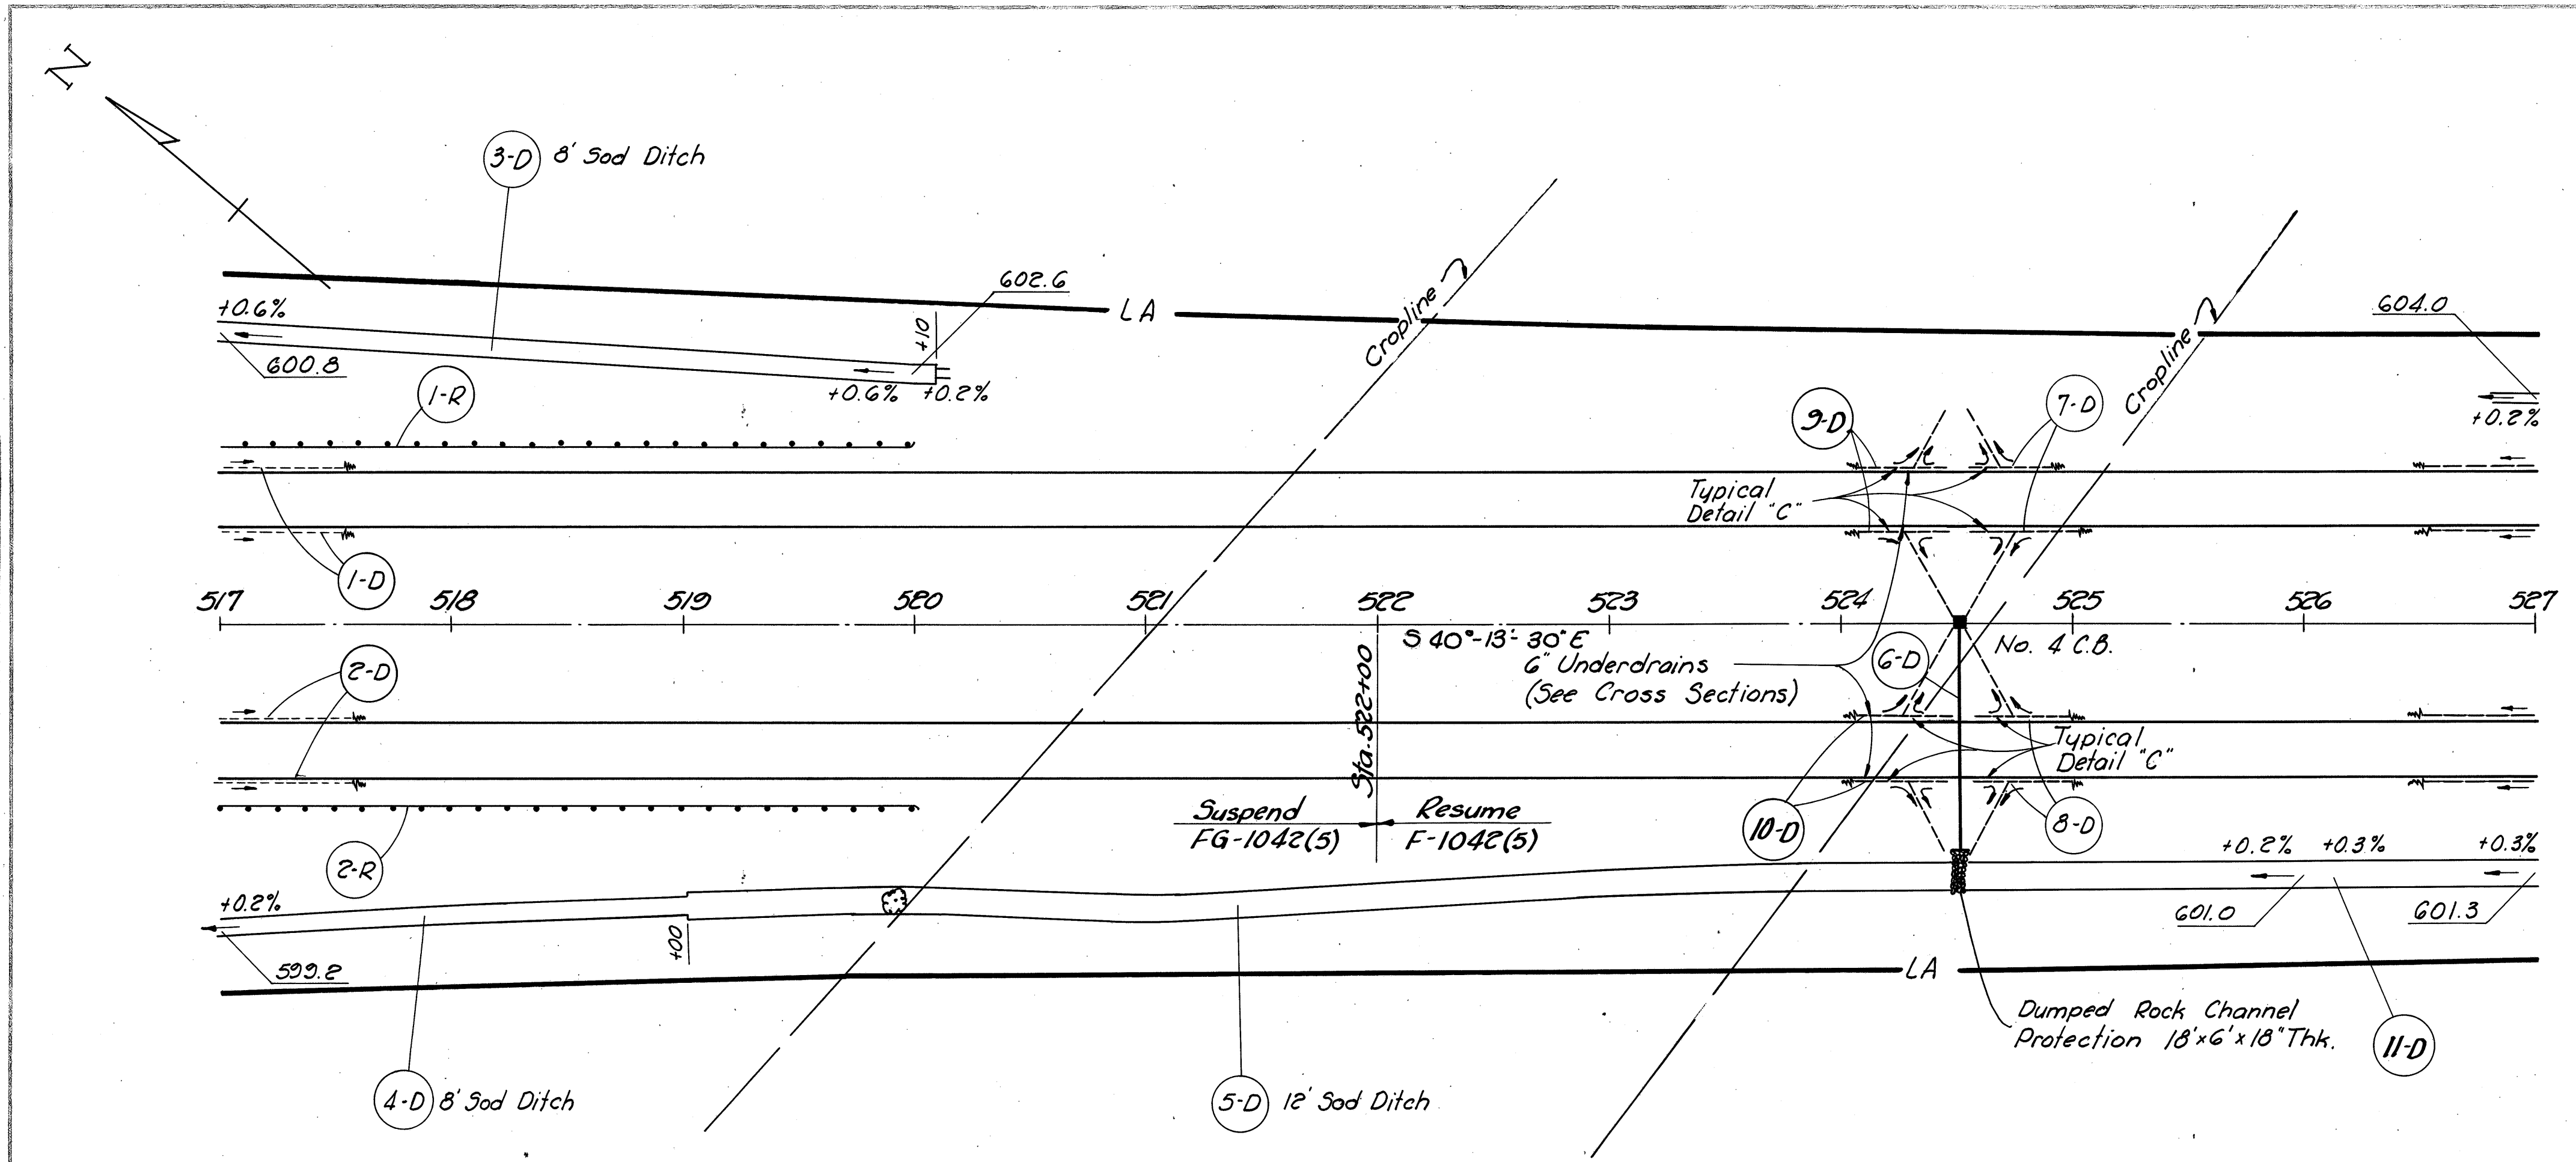 N
3-D 8' Sod Ditch
602.6
LA
+0.6%
+10
600.8
+0.6% +0.2%
1-R
Cropline
Cropline
604.0
+0.2%
9-D
7-D
Typical
Detail "C"
1-D
517 518 519 520 521 522 523 524 525 526 527
S 40°-13'-30"E
No. 4 C.B.
6" Underdrains
(See Cross Sections)
6-D
2-D
Sta. 522+00
Typical
Detail "C"
Suspend
FG-1042(5)
Resume
F-1042(5)
10-D
8-D
2-R
+0.2% +0.3% +0.3%
+0.2%
601.0
601.3
+00
599.2
LA
Dumped Rock Channel
Protection 18'x6'x18" Thk.
11-D
4-D 8' Sod Ditch
5-D 12' Sod Ditch